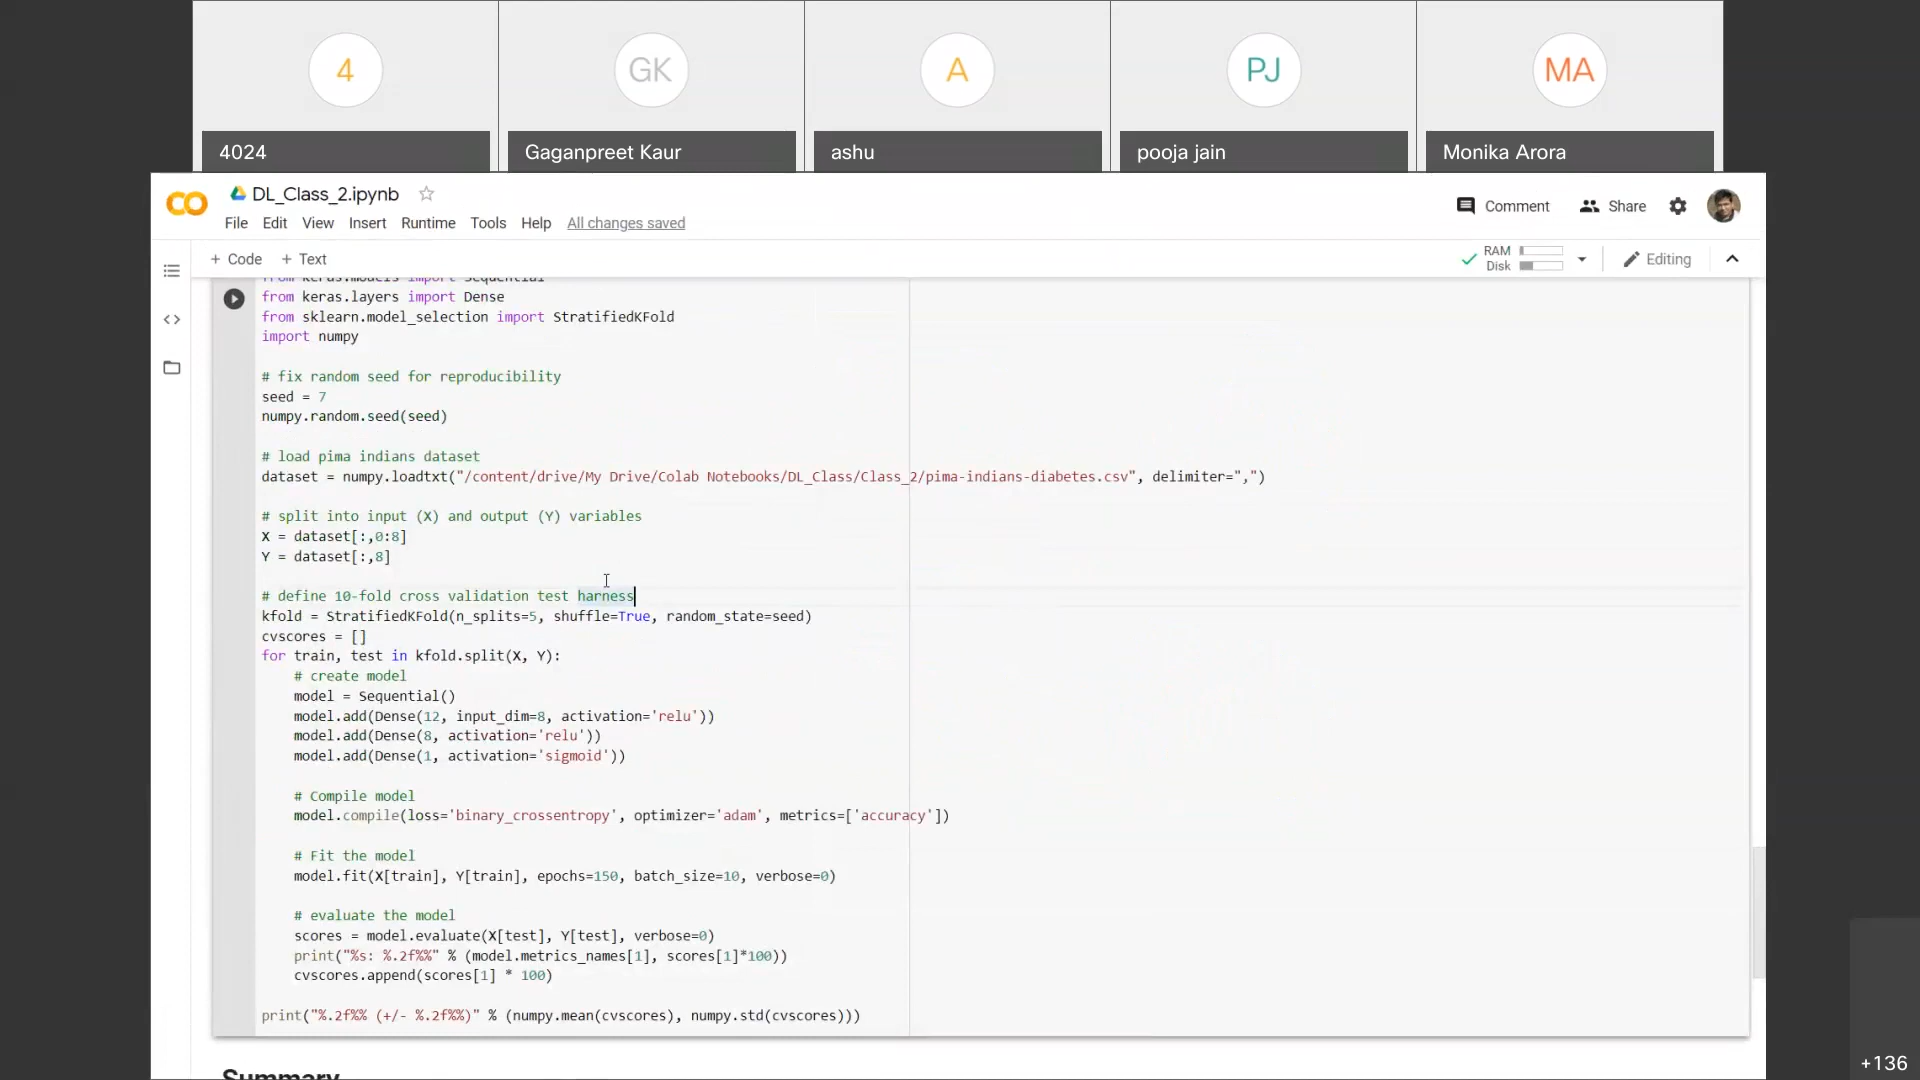 4
GK
A
PJ
MA
4024
Gaganpreet Kaur
ashu
pooja jain
Monika Arora
DL_Class_2.ipynb
Comment
Share
File Edit View Insert Runtime Tools Help All changes saved
+ Code + Text
RAM
Disk
Editing
from keras.models import Sequential
from keras.layers import Dense
from sklearn.model_selection import StratifiedKFold
import numpy
# fix random seed for reproducibility
seed = 7
numpy.random.seed(seed)
# load pima indians dataset
dataset = numpy.loadtxt("/content/drive/My Drive/Colab Notebooks/DL_Class/Class_2/pima-indians-diabetes.csv", delimiter=",")
# split into input (X) and output (Y) variables
X = dataset[:,0:8]
Y = dataset[:,8]
# define 10-fold cross validation test harness
kfold = StratifiedKFold(n_splits=5, shuffle=True, random_state=seed)
cvscores = []
for train, test in kfold.split(X, Y):
# create model
model = Sequential()
model.add(Dense(12, input_dim=8, activation='relu'))
model.add(Dense(8, activation='relu'))
model.add(Dense(1, activation='sigmoid'))
# Compile model
model.compile(loss='binary_crossentropy', optimizer='adam', metrics=['accuracy'])
# Fit the model
model.fit(X[train], Y[train], epochs=150, batch_size=10, verbose=0)
# evaluate the model
scores = model.evaluate(X[test], Y[test], verbose=0)
print("%s: %.2f%%" % (model.metrics_names[1], scores[1]*100))
cvscores.append(scores[1] * 100)
print("%.2f%% (+/- %.2f%%)" % (numpy.mean(cvscores), numpy.std(cvscores)))
Summary
+136